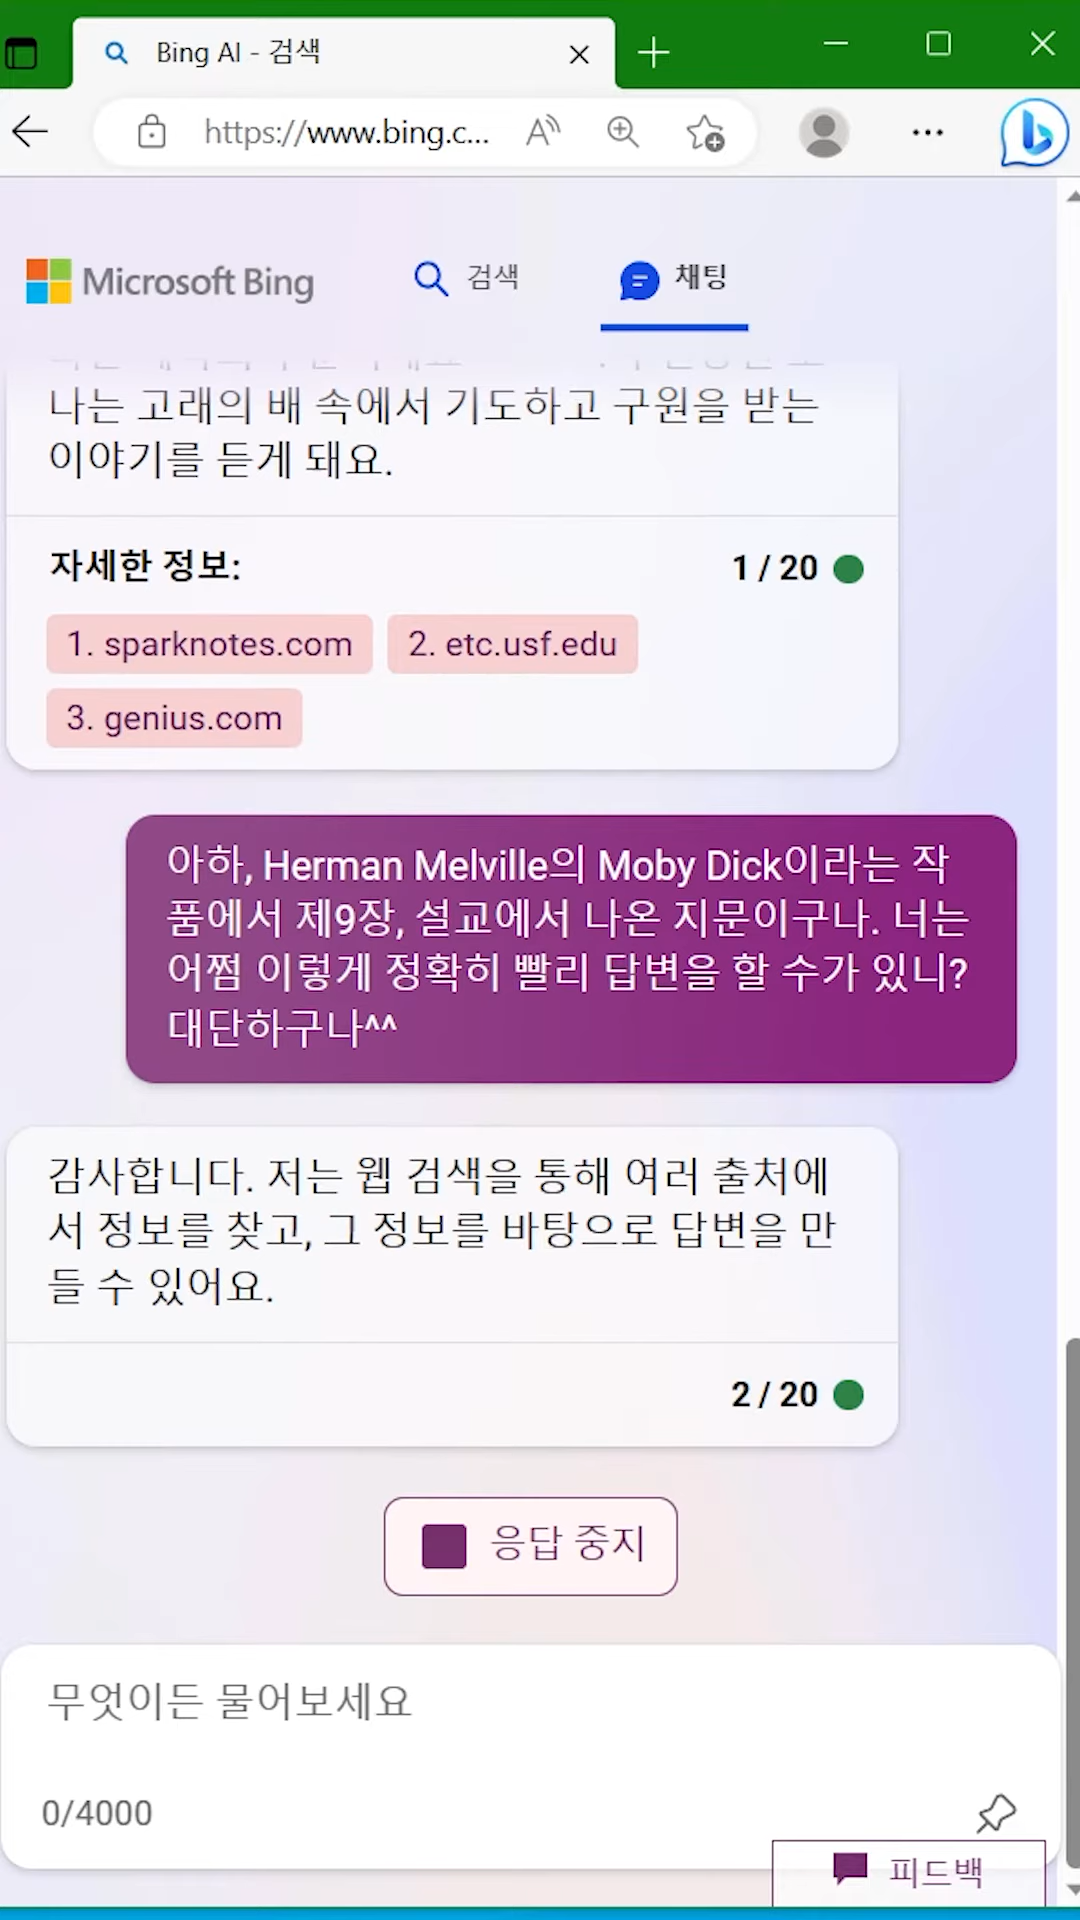 Bing AI - 검색
https://www.bing.c...
Microsoft Bing
검색
채팅
나는 고래의 배 속에서 기도하고 구원을 받는
이야기를 듣게 돼요.
자세한 정보:
1 / 20
1. sparknotes.com
2. etc.usf.edu
3. genius.com
아하, Herman Melville의 Moby Dick이라는 작
품에서 제9장, 설교에서 나온 지문이구나. 너는
어쩜 이렇게 정확히 빨리 답변을 할 수가 있니?
대단하구나^^
감사합니다. 저는 웹 검색을 통해 여러 출처에
서 정보를 찾고, 그 정보를 바탕으로 답변을 만
들 수 있어요.
2 / 20
응답 중지
무엇이든 물어보세요
0/4000
피드백